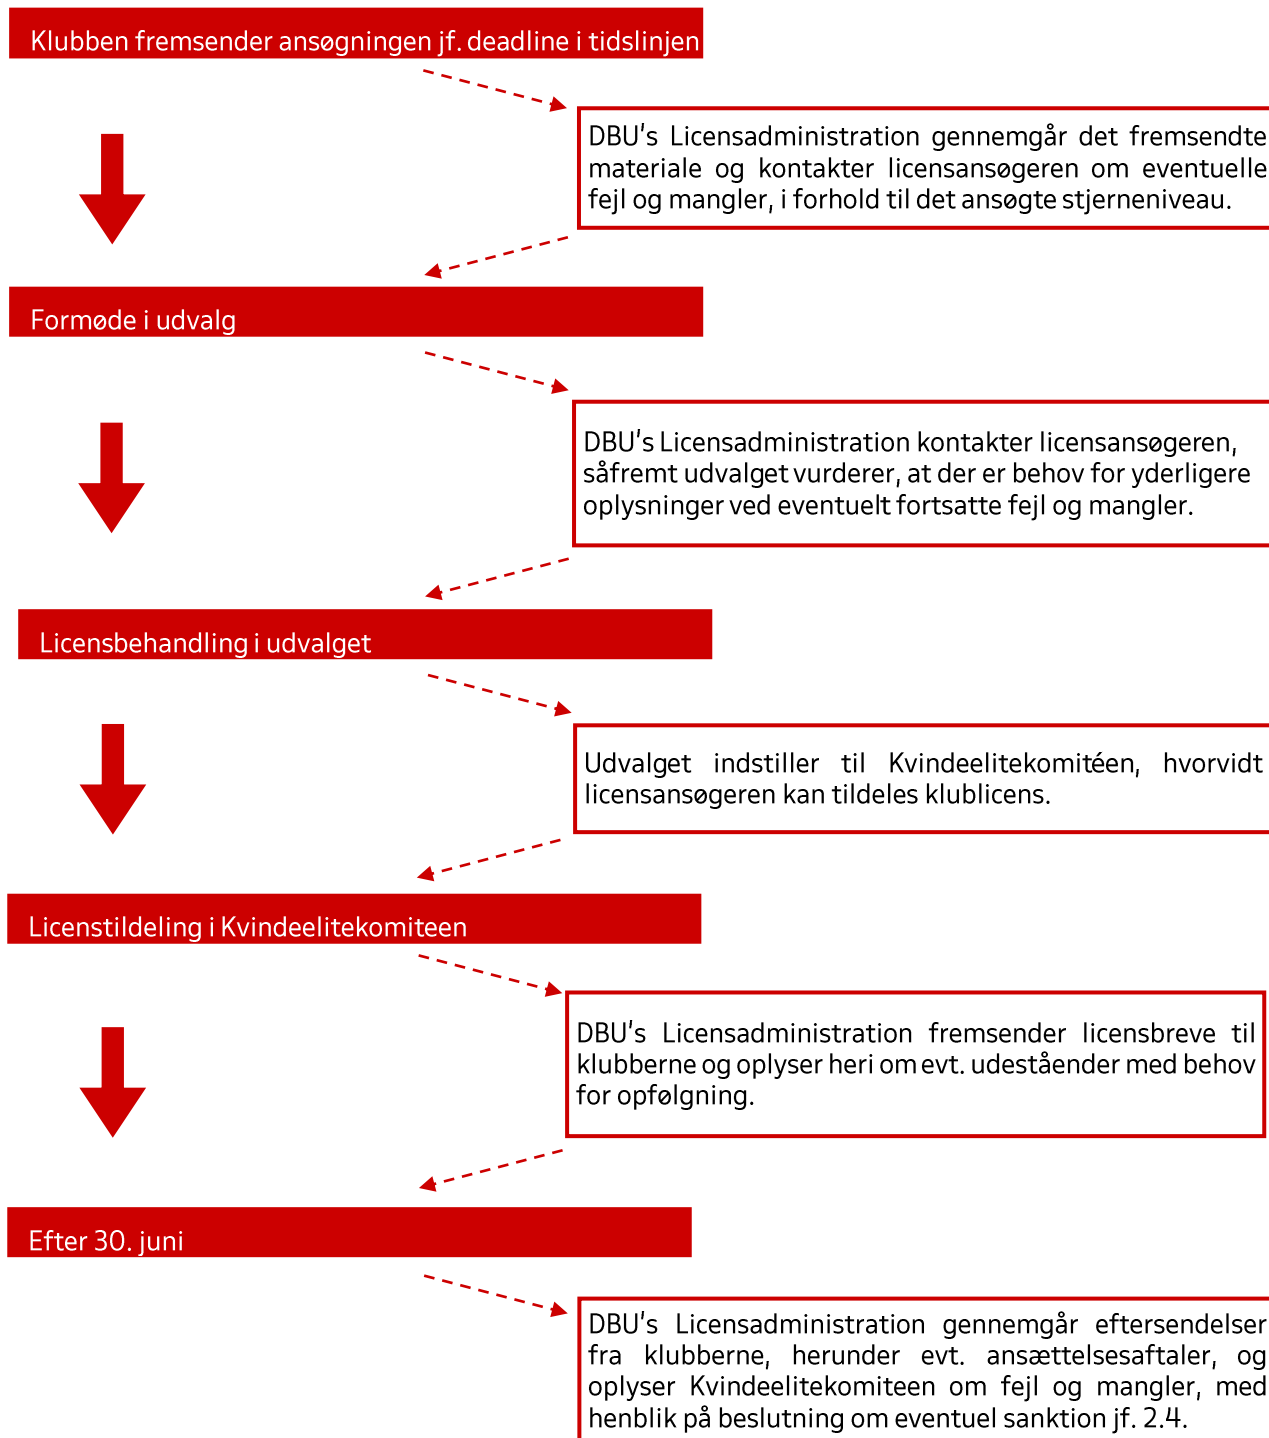 Klubben fremsender ansøgningen jf. deadline i tidslinjen
DBU's Licensadministration gennemgår det fremsendte
materiale og kontakter licensansøgeren om eventuelle
fejl og mangler, i forhold til det ansøgte stjerneniveau.
Formøde i udvalg
DBU's Licensadministration kontakter licensansøgeren,
såfremt udvalget vurderer, at der er behov for yderligere
oplysninger ved eventuelt fortsatte fejl og mangler.
Licensbehandling i udvalget
Udvalget indstiller til Kvindeelitekomitéen, hvorvidt
licensansøgeren kan tildeles klublicens.
Licenstildeling i Kvindeelitekomiteen
DBU's Licensadministration fremsender licensbreve til
klubberne og oplyser heri om evt. udeståender med behov
for opfølgning.
Efter 30. juni
DBU's Licensadministration gennemgår eftersendelser
fra klubberne, herunder evt. ansættelsesaftaler, og
oplyser Kvindeelitekomiteen om fejl og mangler, med
henblik på beslutning om eventuel sanktion jf. 2.4.